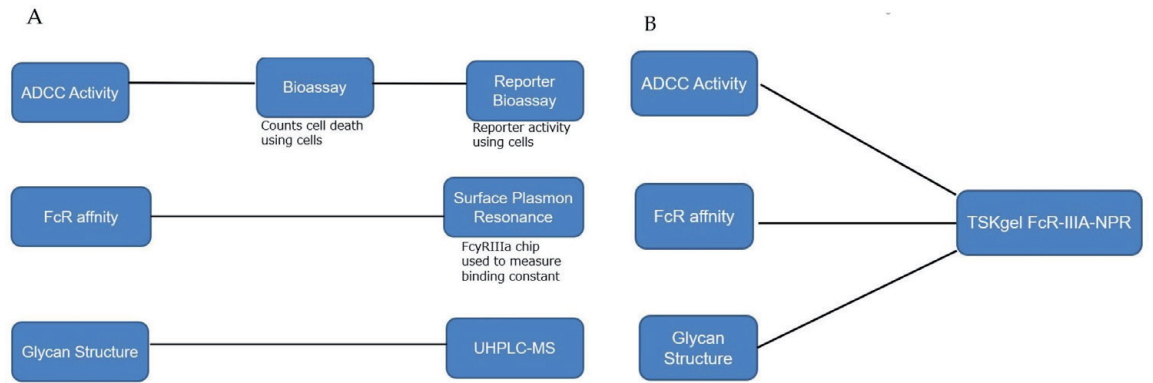 A
ADCC Activity
Bioassay
Counts cell death
using cells
Reporter
Bioassay
Reporter activity
using cells
FcR affnity
Surface Plasmon
Resonance
FcyRIIIa chip
used to measure
binding constant
Glycan Structure
UHPLC-MS
B
ADCC Activity
FcR affnity
Glycan
Structure
TSKgel FcR-IIIA-NPR